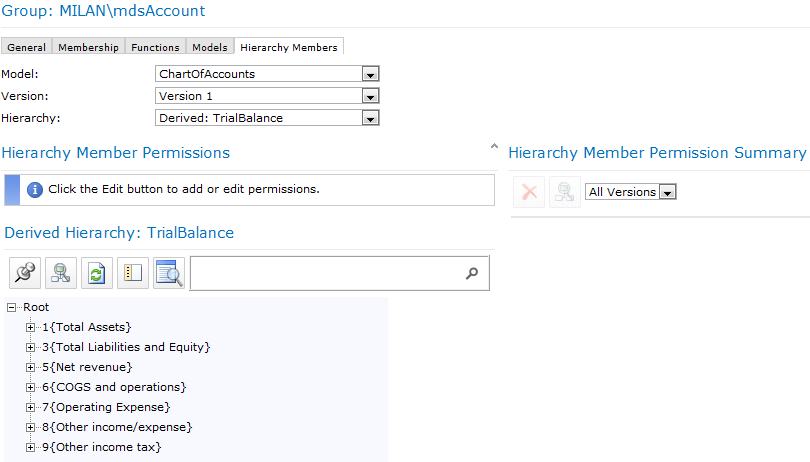 Group: MILAN\mdsAccount
General Membership Functions Models Hierarchy Members
Model: ChartOfAccounts
Version: Version 1
Hierarchy: Derived: TrialBalance
Hierarchy Member Permissions
Click the Edit button to add or edit permissions.
Hierarchy Member Permission Summary
All Versions
Derived Hierarchy: TrialBalance
Root
1{Total Assets}
3{Total Liabilities and Equity}
5{Net revenue}
6{COGS and operations}
7{Operating Expense}
8{Other income/expense}
9{Other income tax}